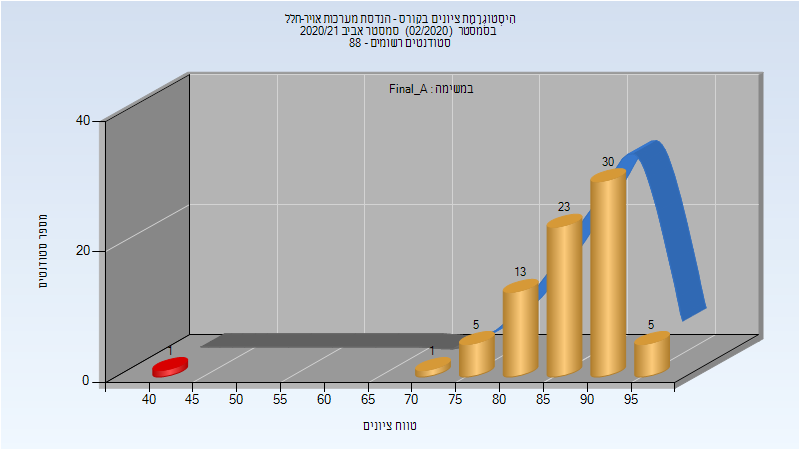 היסטוגרמת ציונים בקורס - הנדסת מערכות אויר-חלל
בסמסטר (02/2020) סמסטר אביב 2020/21
סטודנטים רשומים - 88
במשימה : Final_A
מספר סטודנטים
40
20
0
1
1
5
13
23
30
5
40 45 50 55 60 65 70 75 80 85 90 95
טווח ציונים